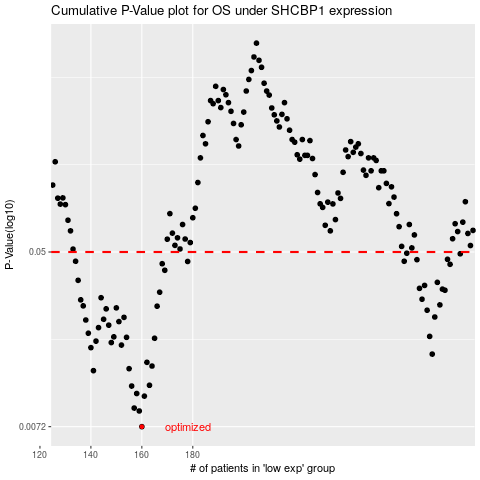 Cumulative P-Value plot for OS under SHCBP1 expression
P-Value(log10)
0.05
0.0072
optimized
120 140 160 180
# of patients in 'low exp' group